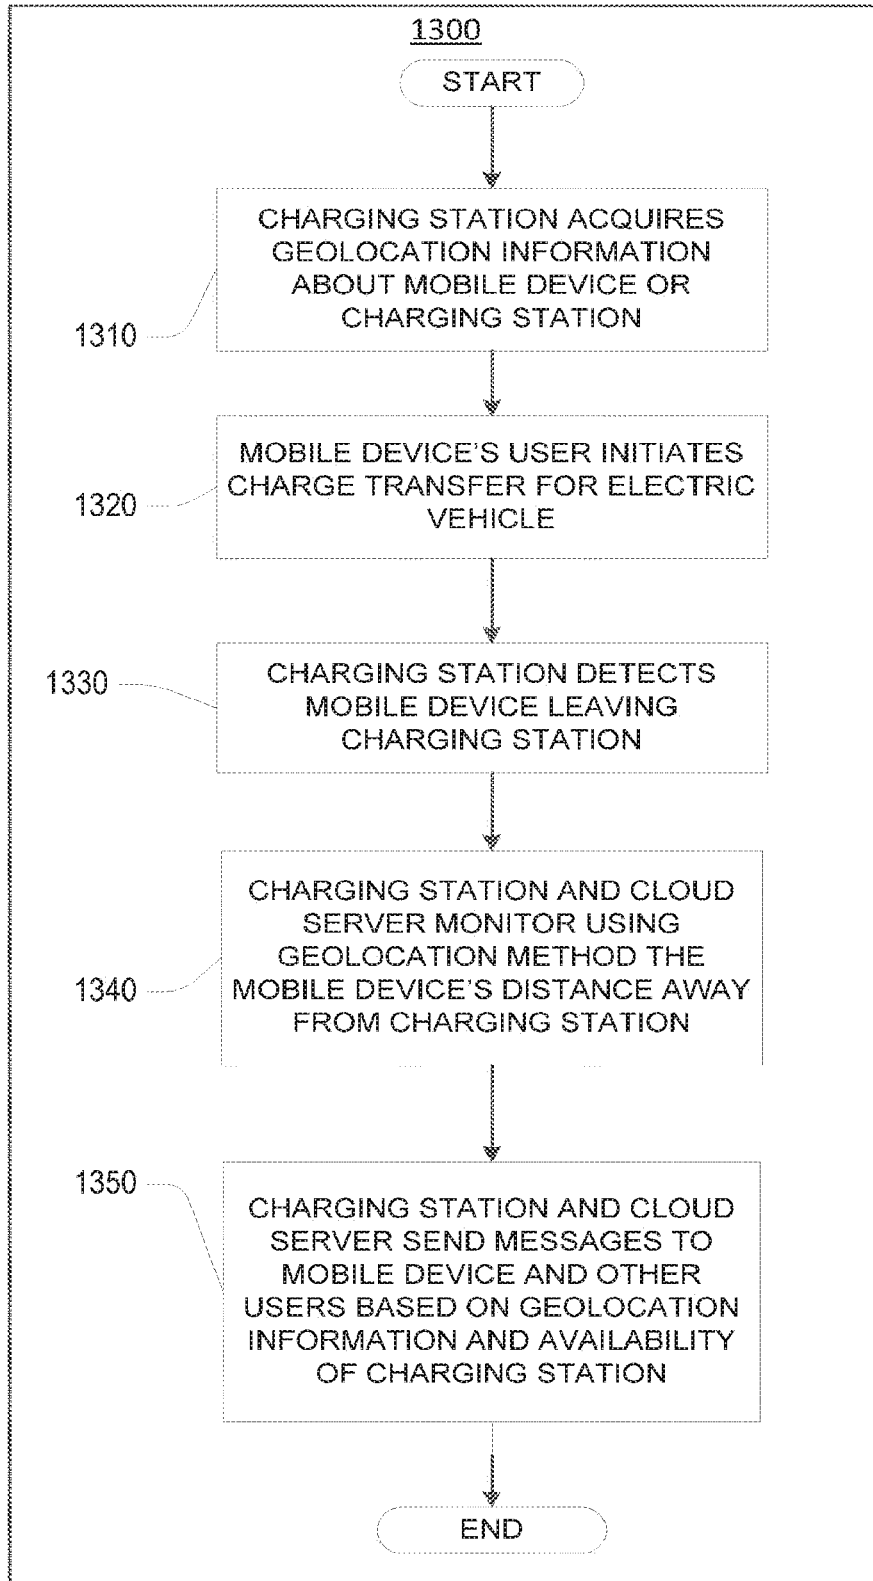 1300
START
CHARGING STATION ACQUIRES
GEOLOCATION INFORMATION
ABOUT MOBILE DEVICE OR
CHARGING STATION
1310
MOBILE DEVICE'S USER INITIATES
CHARGE TRANSFER FOR ELECTRIC
VEHICLE
1320
CHARGING STATION DETECTS
MOBILE DEVICE LEAVING
CHARGING STATION
1330
CHARGING STATION AND CLOUD
SERVER MONITOR USING
GEOLOCATION METHOD THE
MOBILE DEVICE'S DISTANCE AWAY
FROM CHARGING STATION
1340
CHARGING STATION AND CLOUD
SERVER SEND MESSAGES TO
MOBILE DEVICE AND OTHER
USERS BASED ON GEOLOCATION
INFORMATION AND AVAILABILITY
OF CHARGING STATION
1350
END